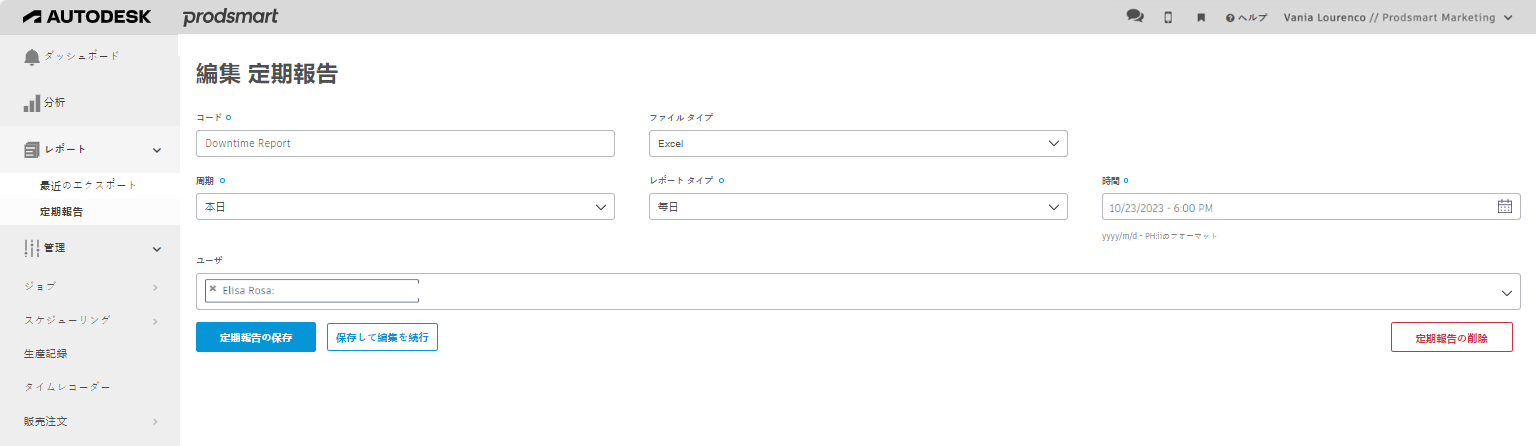 AUTODESK prodsmart ヘルプ Vania Lourenco // Prodsmart Marketing
ダッシュボード
分析
レポート
最近のエクスポート
定期報告
管理
ジョブ
スケジューリング
生産記録
タイムレコーダー
販売注文
編集 定期報告
コード
Downtime Report
ファイル タイプ
Excel
周期
本日
レポート タイプ
毎日
時間
10/23/2023 - 6:00 PM
yyyy/m/d - PH:iiのフォーマット
ユーザ
× Elisa Rosa:
定期報告の保存
保存して編集を続行
定期報告の削除